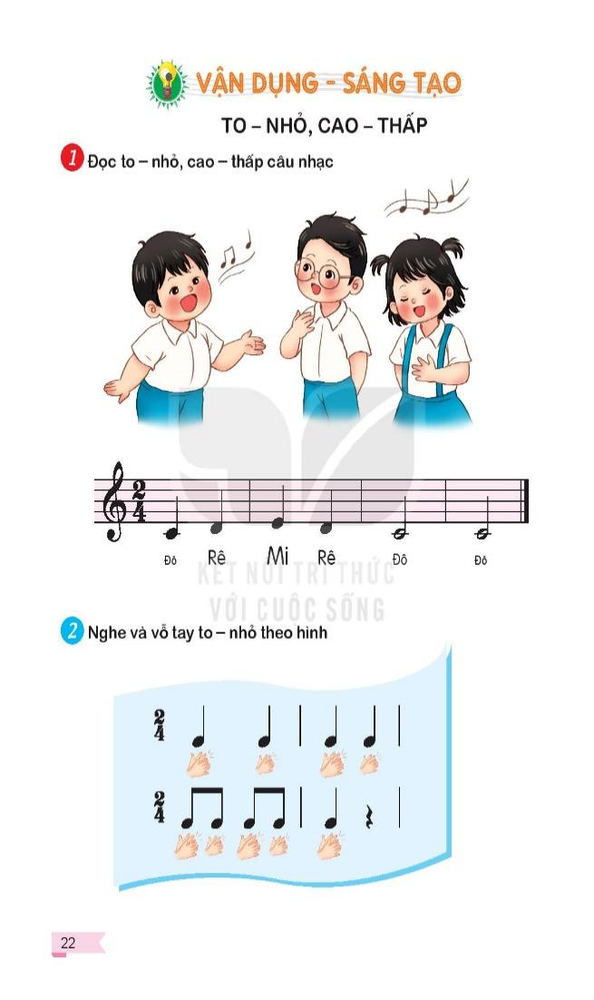 VẬN DỤNG - SÁNG TẠO
TO – NHỎ, CAO – THẤP
1 Đọc to – nhỏ, cao – thấp câu nhạc
2 4
Đô Rê Mi Rê Đô Đô
KẾT NỐI TRI THỨC
VỚI CUỘC SỐNG
2 Nghe và vỗ tay to – nhỏ theo hình
2 4
2 4
22